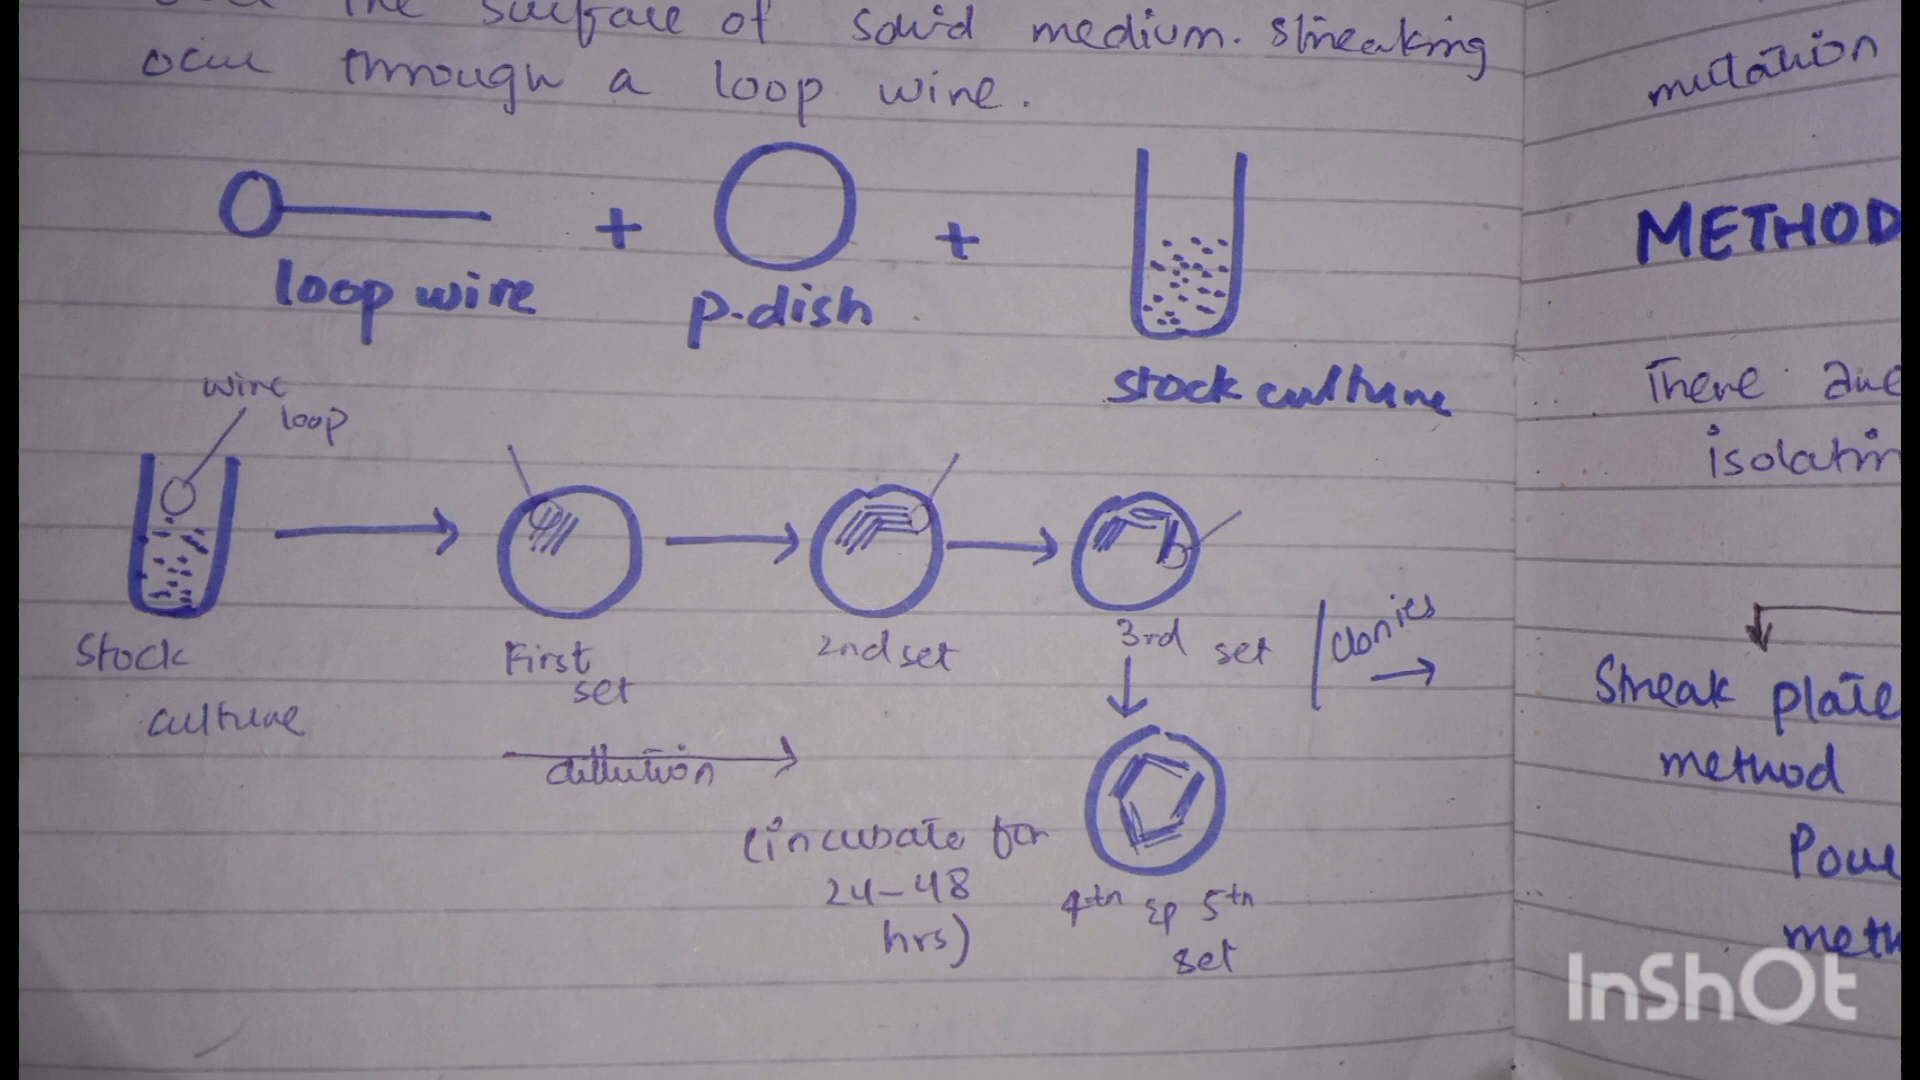 the surface of solid medium. Streaking
occur through a loop wire.
+
+
loop wire
p.dish
stock culture
wire
loop
Stock
culture
First
set
2nd set
3rd set
clonies
dillution
(incubate for
24-48
hrs)
4th & 5th
set
mutation
METHOD
There are
isolatin
Streak plate
method
Pour
meth
InShOt